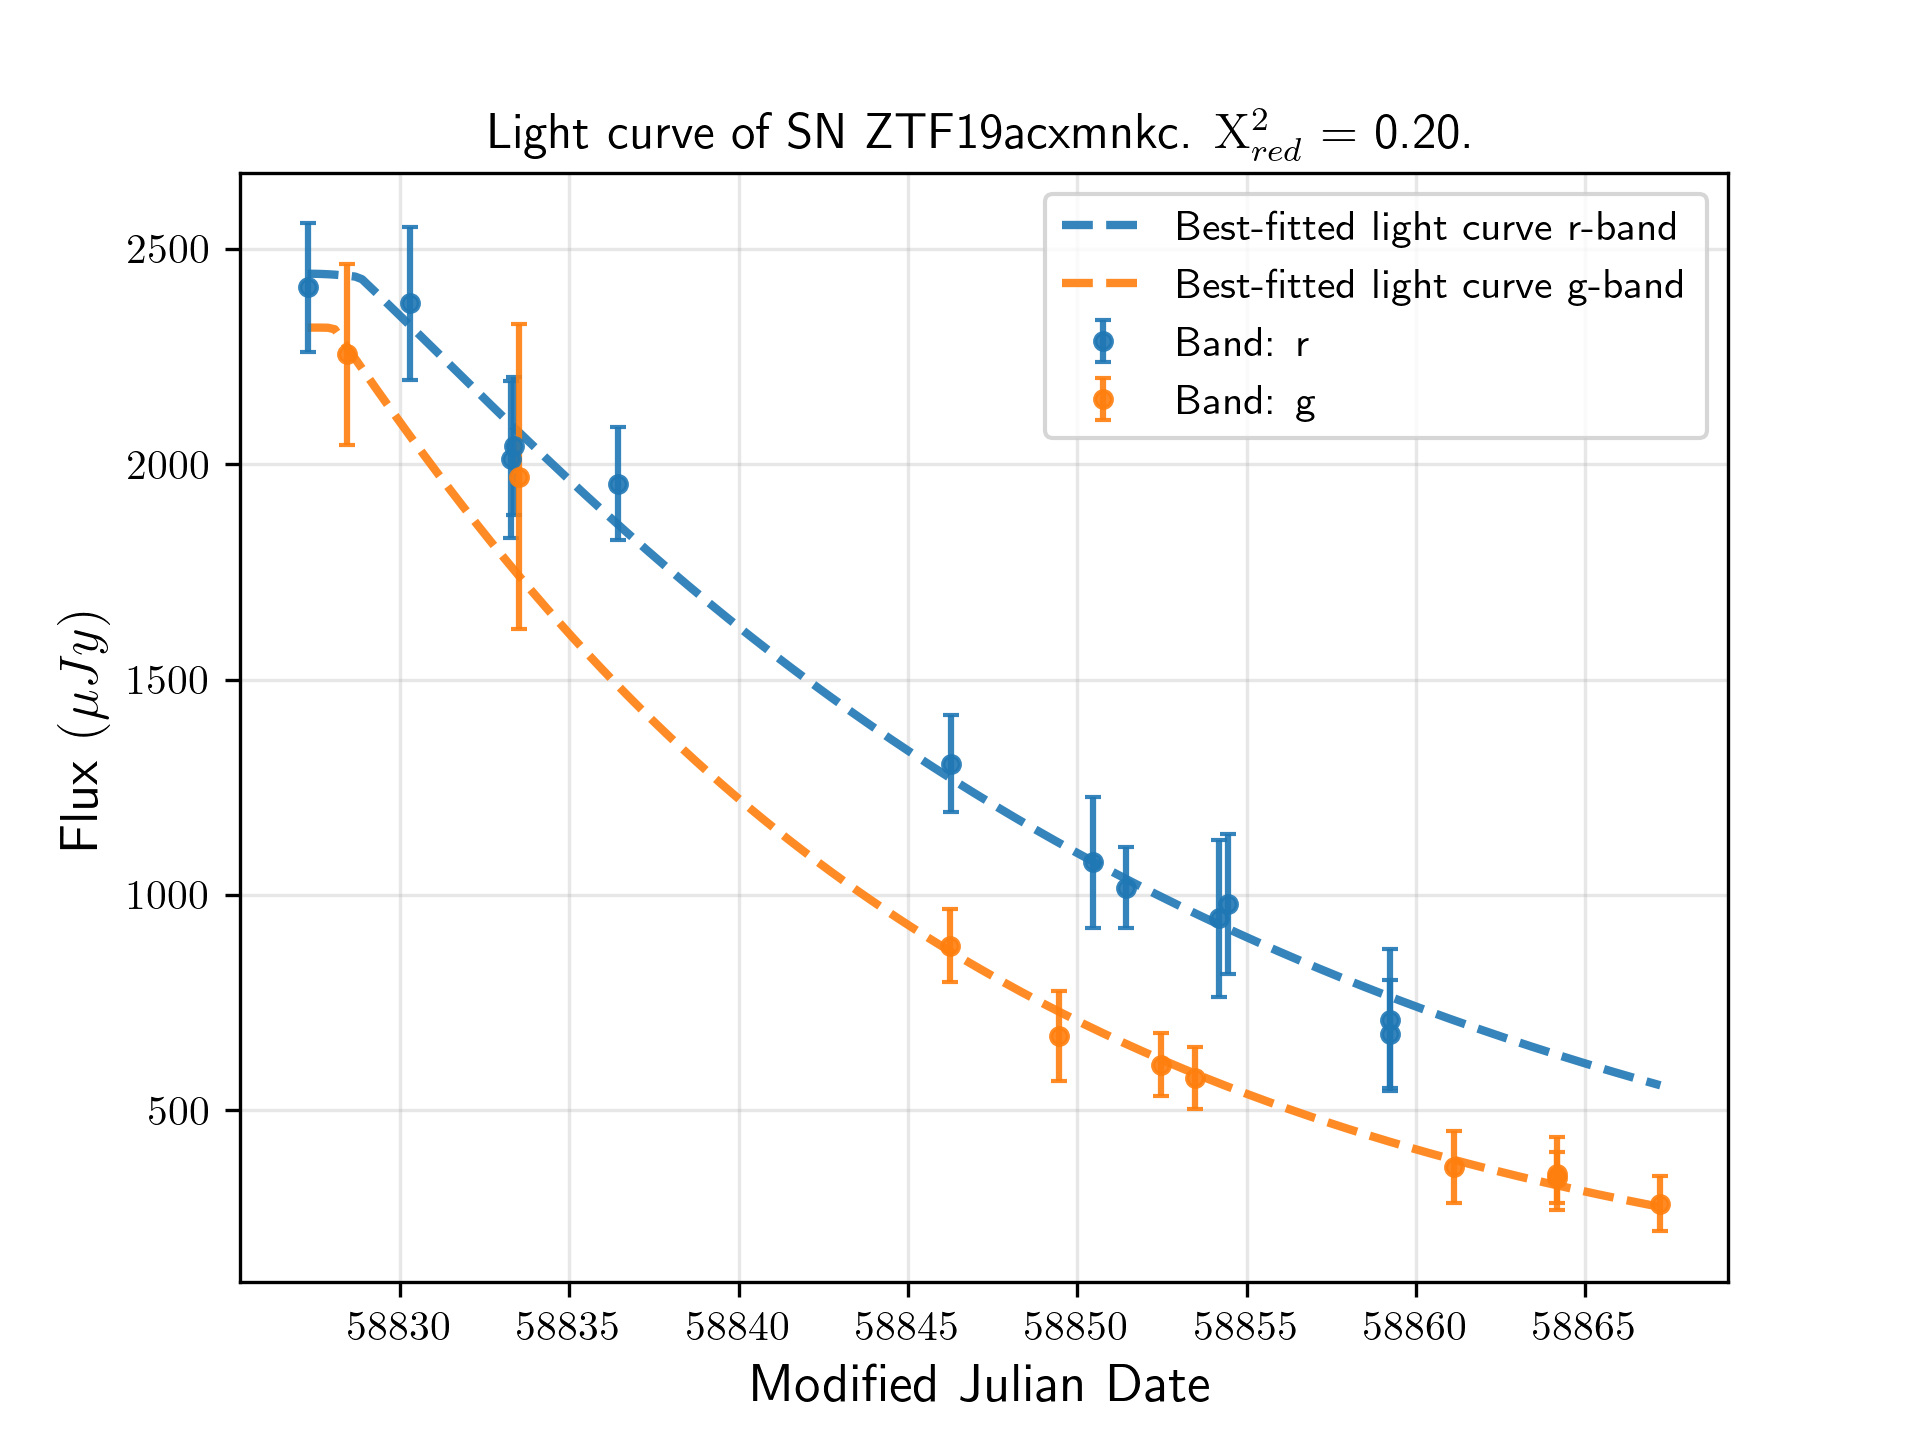 Light curve of SN ZTF19acxmnkc. X²_red = 0.20.
Best-fitted light curve r-band
Best-fitted light curve g-band
Band: r
Band: g
Flux (μJy)
2500
2000
1500
1000
500
58830 58835 58840 58845 58850 58855 58860 58865
Modified Julian Date